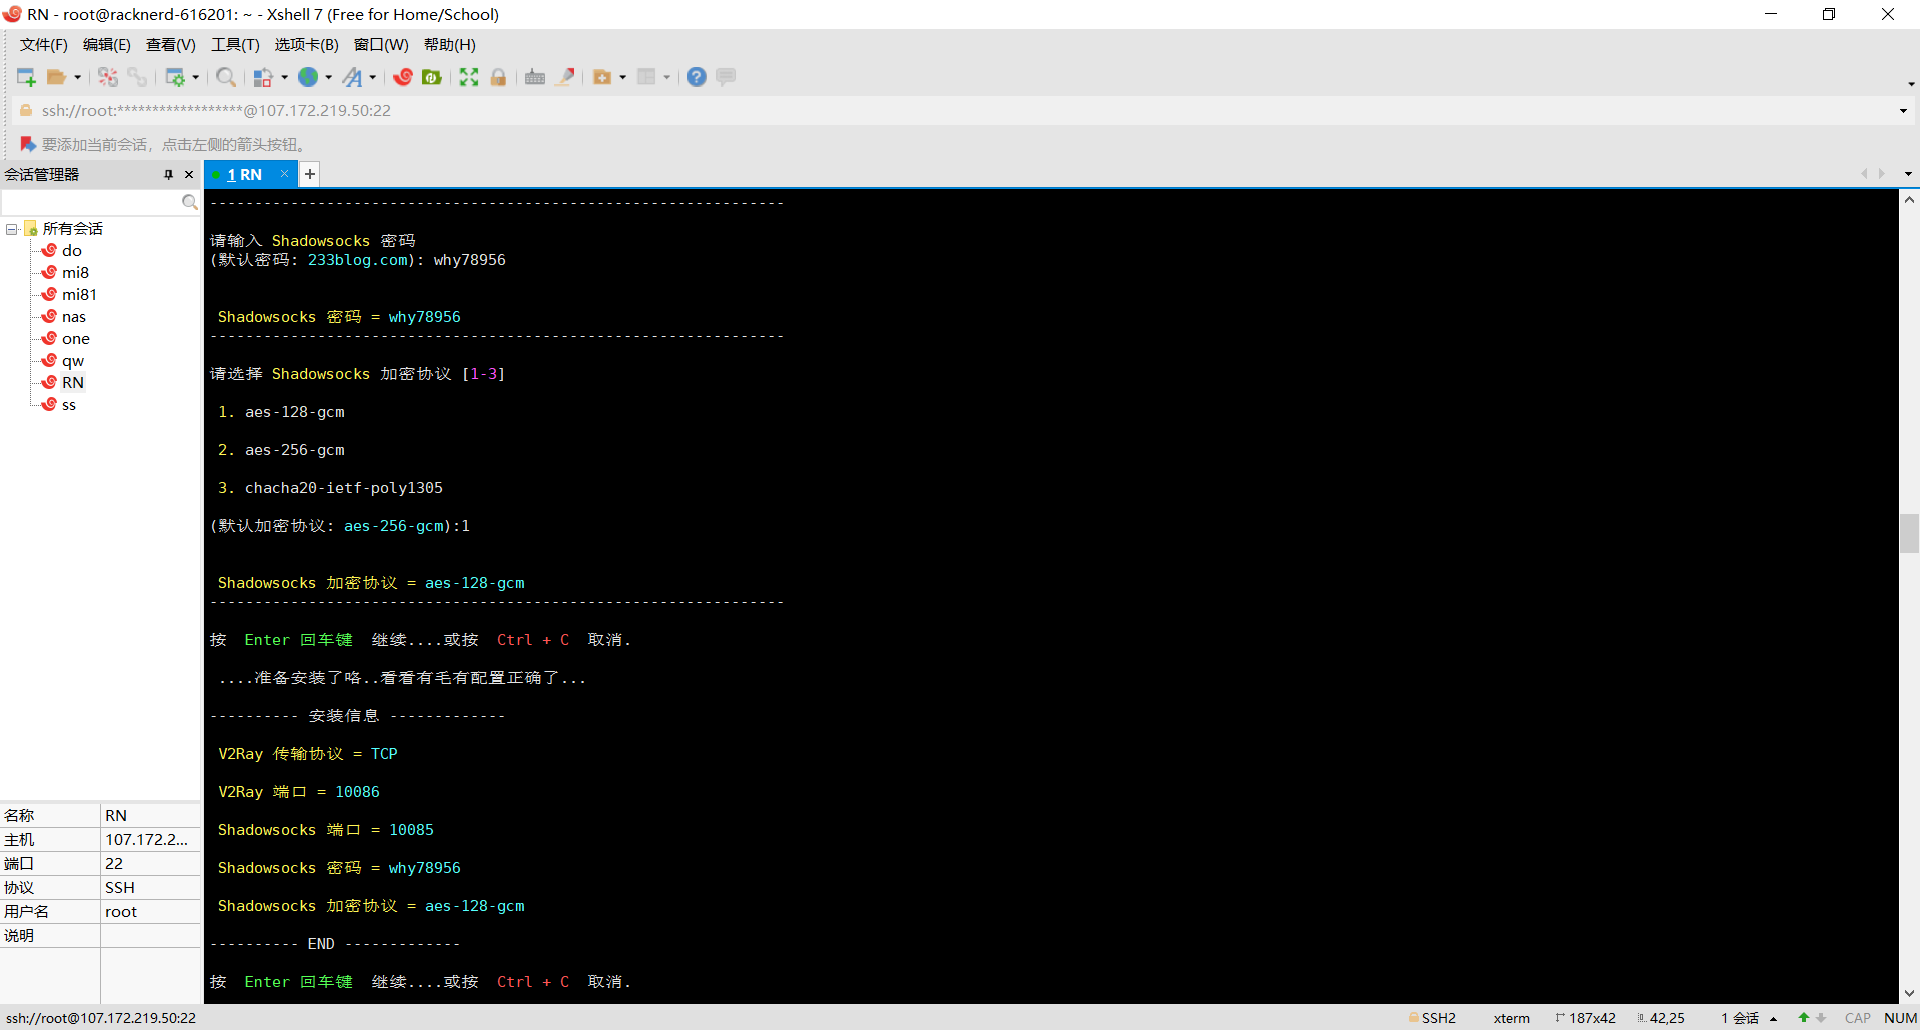 RN - root@racknerd-616201: ~ - Xshell 7 (Free for Home/School)
文件(F) 编辑(E) 查看(V) 工具(T) 选项卡(B) 窗口(W) 帮助(H)
ssh://root:******************@107.172.219.50:22
要添加当前会话，点击左侧的箭头按钮。
会话管理器
1 RN
所有会话
do
mi8
mi81
nas
one
qw
RN
ss
名称 RN
主机 107.172.2...
端口 22
协议 SSH
用户名 root
说明
----------------------------------------------------------------
请输入 Shadowsocks 密码
(默认密码: 233blog.com): why78956
Shadowsocks 密码 = why78956
----------------------------------------------------------------
请选择 Shadowsocks 加密协议 [1-3]
1. aes-128-gcm
2. aes-256-gcm
3. chacha20-ietf-poly1305
(默认加密协议: aes-256-gcm):1
Shadowsocks 加密协议 = aes-128-gcm
----------------------------------------------------------------
按 Enter 回车键 继续....或按 Ctrl + C 取消.
....准备安装了咯..看看有毛有配置正确了...
---------- 安装信息 -------------
V2Ray 传输协议 = TCP
V2Ray 端口 = 10086
Shadowsocks 端口 = 10085
Shadowsocks 密码 = why78956
Shadowsocks 加密协议 = aes-128-gcm
---------- END -------------
按 Enter 回车键 继续....或按 Ctrl + C 取消.
ssh://root@107.172.219.50:22 SSH2 xterm 187x42 42,25 1 会话 CAP NUM